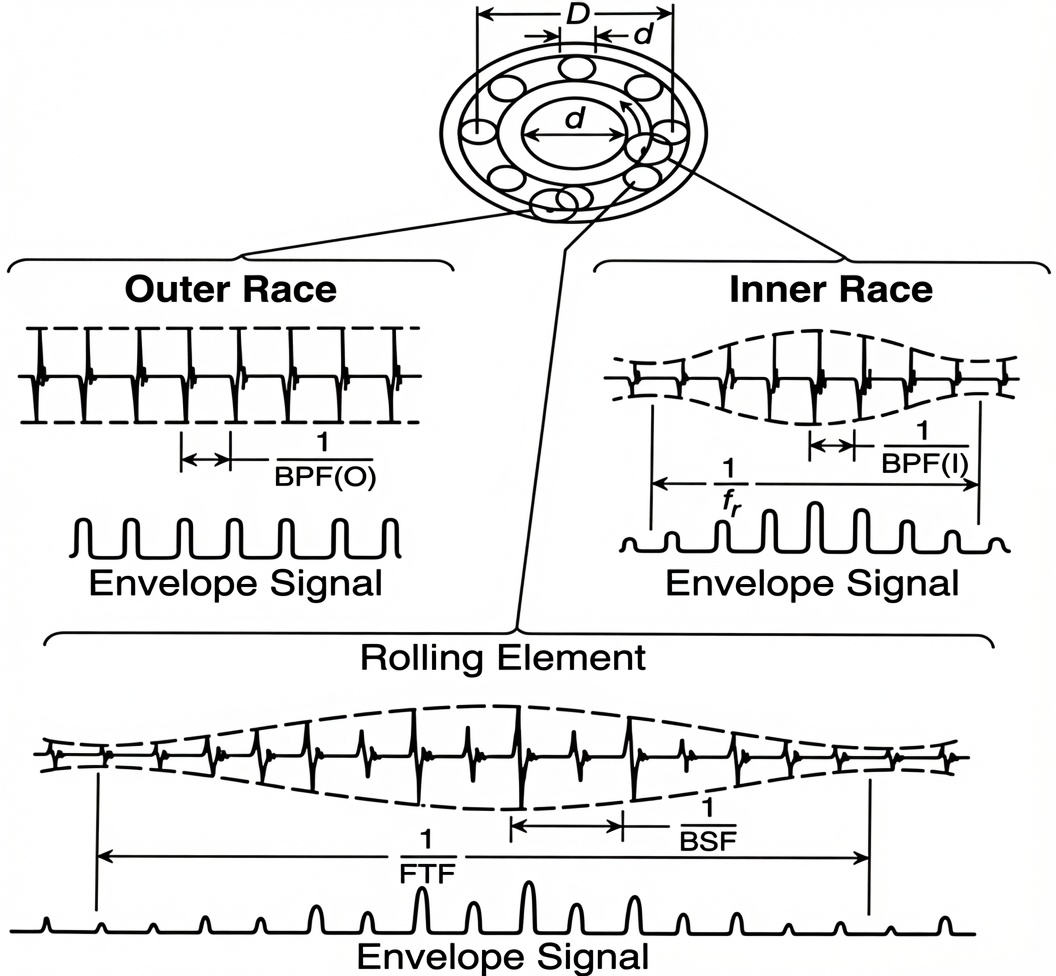 D
d
d
Outer Race
Inner Race
1
BPF(O)
1
BPF(I)
1
fr
Envelope Signal
Envelope Signal
Rolling Element
1
BSF
1
FTF
Envelope Signal